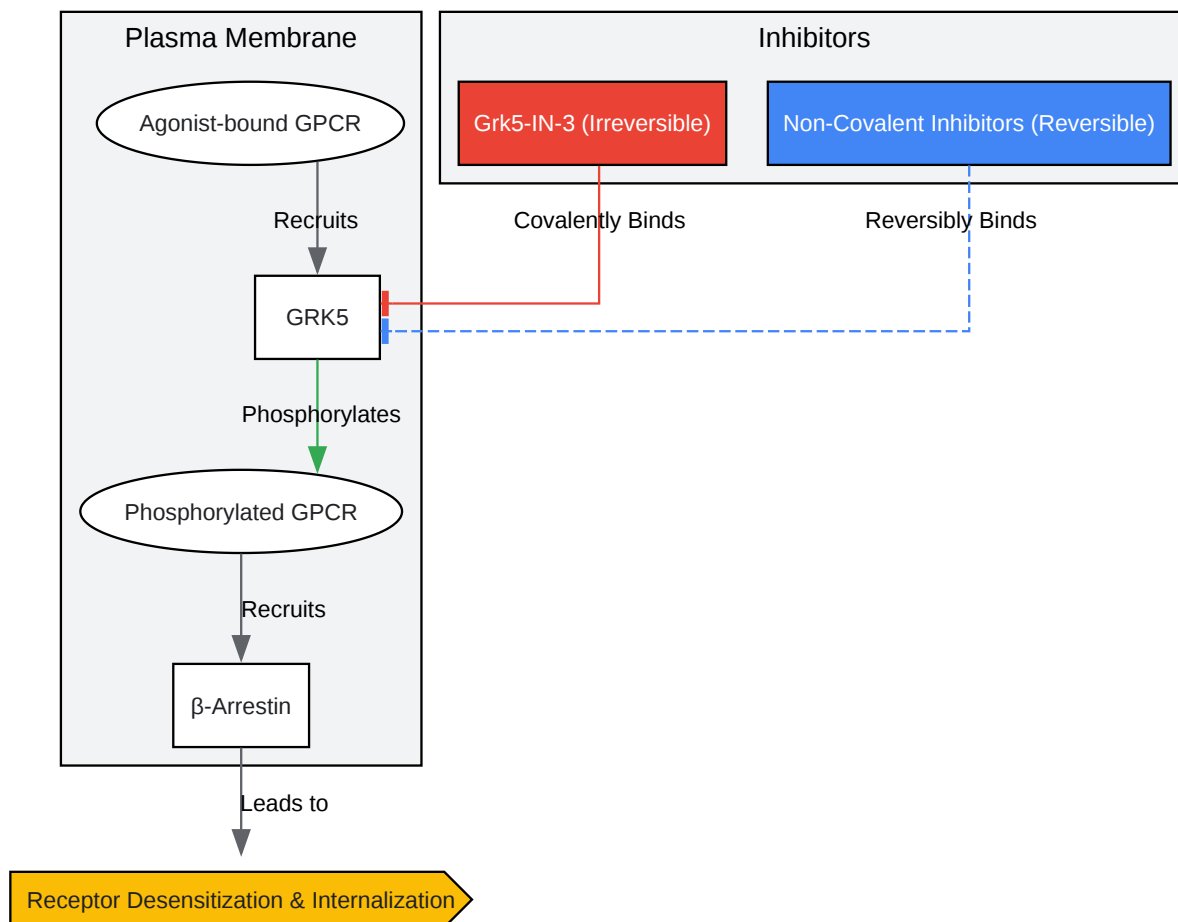 Plasma Membrane
Inhibitors
Agonist-bound GPCR
Grk5-IN-3 (Irreversible)
Non-Covalent Inhibitors (Reversible)
Recruits
Covalently Binds
Reversibly Binds
GRK5
Phosphorylates
Phosphorylated GPCR
Recruits
β-Arrestin
Leads to
Receptor Desensitization & Internalization